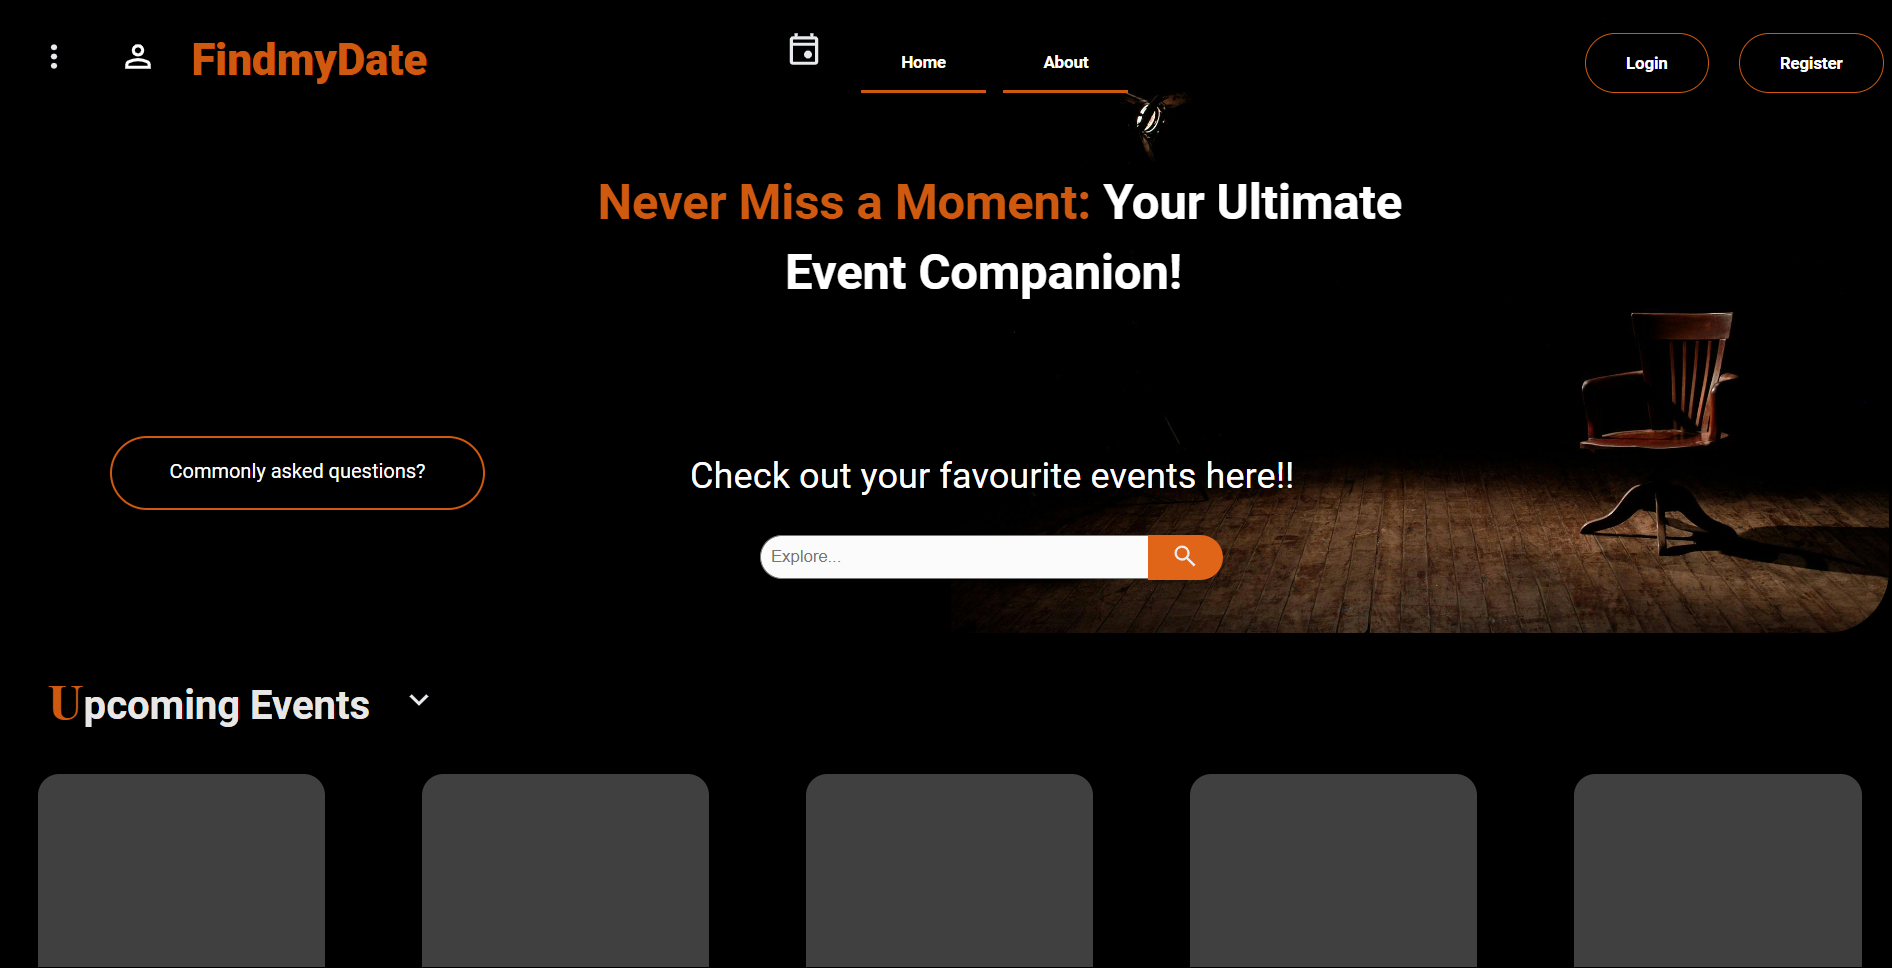 FindmyDate
Home
About
Login
Register
Never Miss a Moment: Your Ultimate
Event Companion!
Commonly asked questions?
Check out your favourite events here!!
Explore...
Upcoming Events